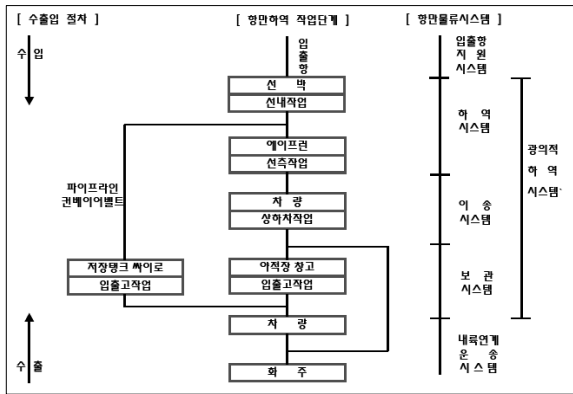 [ 수출입 절차 ]
[ 항만하역 작업단계 ]
[ 항만물류시스템 ]
수 입
입
출
항
선 박
선내작업
에이프런
선측작업
파이프라인
컨베이어벨트
차 량
상하차작업
저장탱크 싸이로
입출고작업
야적장 창고
입출고작업
차 량
화 주
수 출
입출항
지 원
시스템
하 역
시스템
이 송
시스템
보 관
시스템
내륙연계
운 송
시 스 템
광의적
하 역
시스템